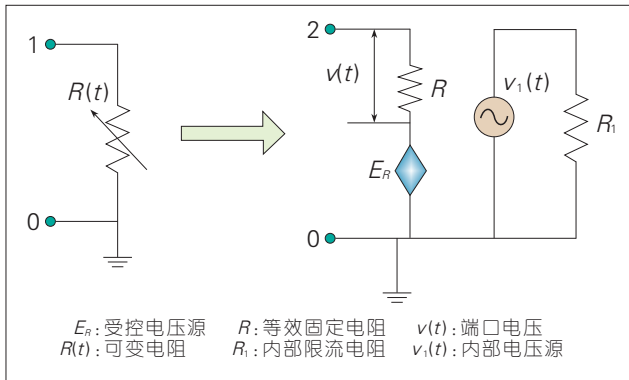 1
R(t)
0
2
v(t)
R
E_R
0
v₁(t)
R₁
E_R:受控电压源 R:等效固定电阻 v(t):端口电压
R(t):可变电阻 R₁:内部限流电阻 v₁(t):内部电压源